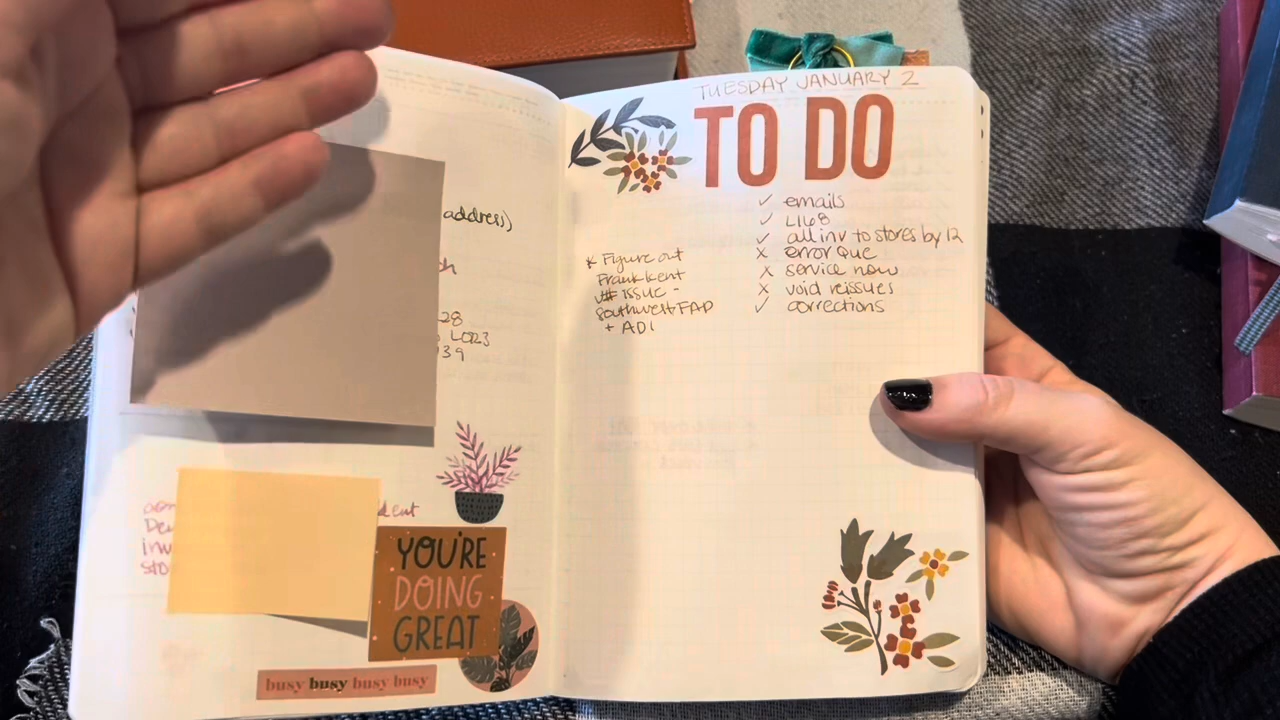 address)
28
L023
39
YOU'RE
DOING
GREAT
busy busy busy busy
TUESDAY JANUARY 2
TO DO
✓ emails
✓ L168
✓ all inv to stores by 12
x error que
x service now
x void reissues
✓ corrections
* Figure out
Frank Kent
V# issue -
Southwest FAD
+ ADI